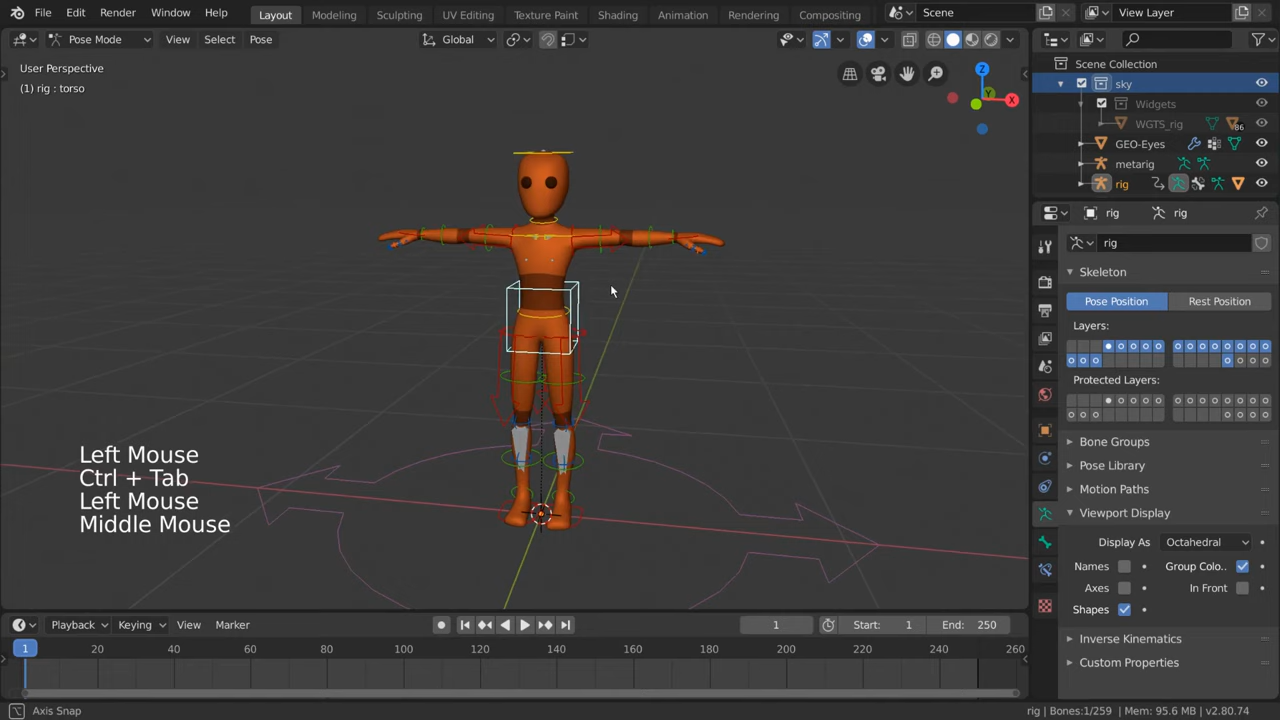 File Edit Render Window Help Layout Modeling Sculpting UV Editing Texture Paint Shading Animation Rendering Compositing Scene View Layer
Pose Mode View Select Pose Global
User Perspective
(1) rig : torso
Scene Collection
sky
Widgets
WGTS_rig 86
GEO-Eyes
metarig
rig
rig rig
rig
Skeleton
Pose Position Rest Position
Layers:
Protected Layers:
Bone Groups
Pose Library
Motion Paths
Viewport Display
Display As Octahedral
Names Group Colo..
Axes In Front
Shapes
Inverse Kinematics
Custom Properties
X
Y
Z
Left Mouse
Ctrl + Tab
Left Mouse
Middle Mouse
Playback Keying View Marker 1 Start: 1 End: 250
1 20 40 60 80 100 120 140 160 180 200 220 240 260
Axis Snap rig | Bones:1/259 | Mem: 95.6 MB | v2.80.74